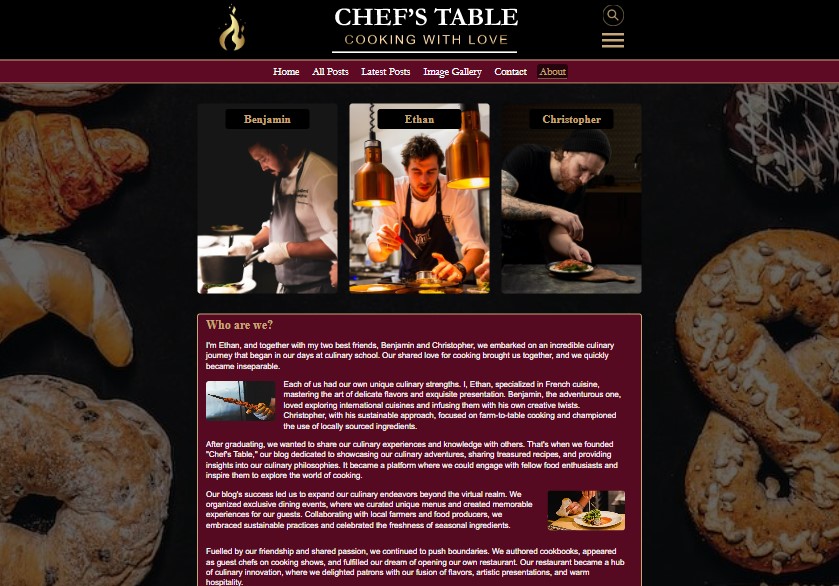 CHEF'S TABLE
COOKING WITH LOVE
Home All Posts Latest Posts Image Gallery Contact About
Benjamin Ethan Christopher
Who are we?
I'm Ethan, and together with my two best friends, Benjamin and Christopher, we embarked on an incredible culinary
journey that began in our days at culinary school. Our shared love for cooking brought us together, and we quickly
became inseparable.
Each of us had our own unique culinary strengths. I, Ethan, specialized in French cuisine,
mastering the art of delicate flavors and exquisite presentation. Benjamin, the adventurous one,
loved exploring international cuisines and infusing them with his own creative twists.
Christopher, with his sustainable approach, focused on farm-to-table cooking and championed
the use of locally sourced ingredients.
After graduating, we wanted to share our culinary experiences and knowledge with others. That's when we founded
"Chef's Table," our blog dedicated to showcasing our culinary adventures, sharing treasured recipes, and providing
insights into our culinary philosophies. It became a platform where we could engage with fellow food enthusiasts and
inspire them to explore the world of cooking.
Our blog's success led us to expand our culinary endeavors beyond the virtual realm. We
organized exclusive dining events, where we curated unique menus and created memorable
experiences for our guests. Collaborating with local farmers and food producers, we
embraced sustainable practices and celebrated the freshness of seasonal ingredients.
Fuelled by our friendship and shared passion, we continued to push boundaries. We authored cookbooks, appeared
as guest chefs on cooking shows, and fulfilled our dream of opening our own restaurant. Our restaurant became a hub
of culinary innovation, where we delighted patrons with our fusion of flavors, artistic presentations, and warm
hospitality.